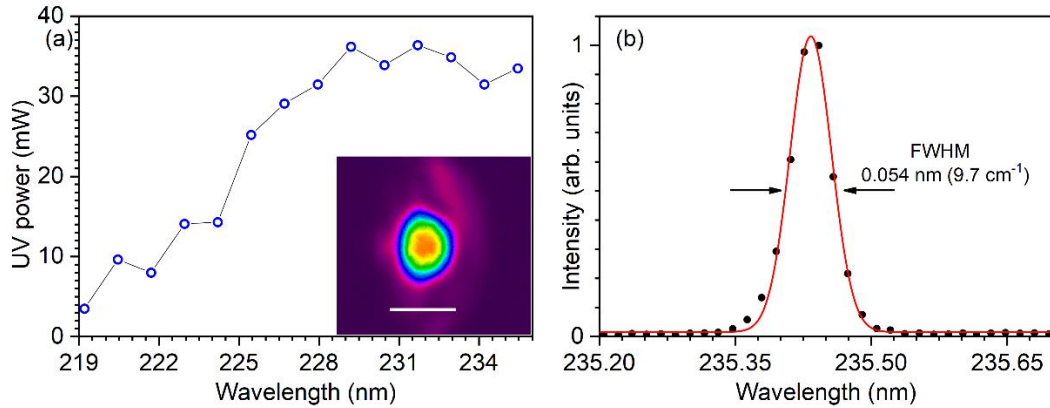 (a)
UV power (mW)
40
30
20
10
0
219
222
225
228
231
234
Wavelength (nm)
(b)
Intensity (arb. units)
1
0
FWHM
0.054 nm (9.7 cm⁻¹)
235.20
235.35
235.50
235.65
Wavelength (nm)